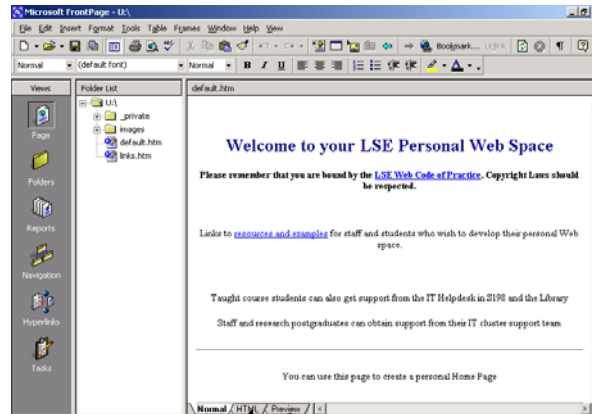 Microsoft FrontPage - U:\
File Edit Insert Format Tools Table Frames Window Help View
Bookmark...
Normal (default font) Normal B I U
Views Folder List default.htm
U:\
_private
images
default.htm
links.htm
Page
Folders
Reports
Navigation
Hyperlinks
Tasks
Welcome to your LSE Personal Web Space
Please remember that you are bound by the LSE Web Code of Practice. Copyright Laws should
be respected.
Links to resources and examples for staff and students who wish to develop their personal Web
space.
Taught course students can also get support from the IT Helpdesk in S198 and the Library
Staff and research postgraduates can obtain support from their IT cluster support team
You can use this page to create a personal Home Page
Normal HTML Preview